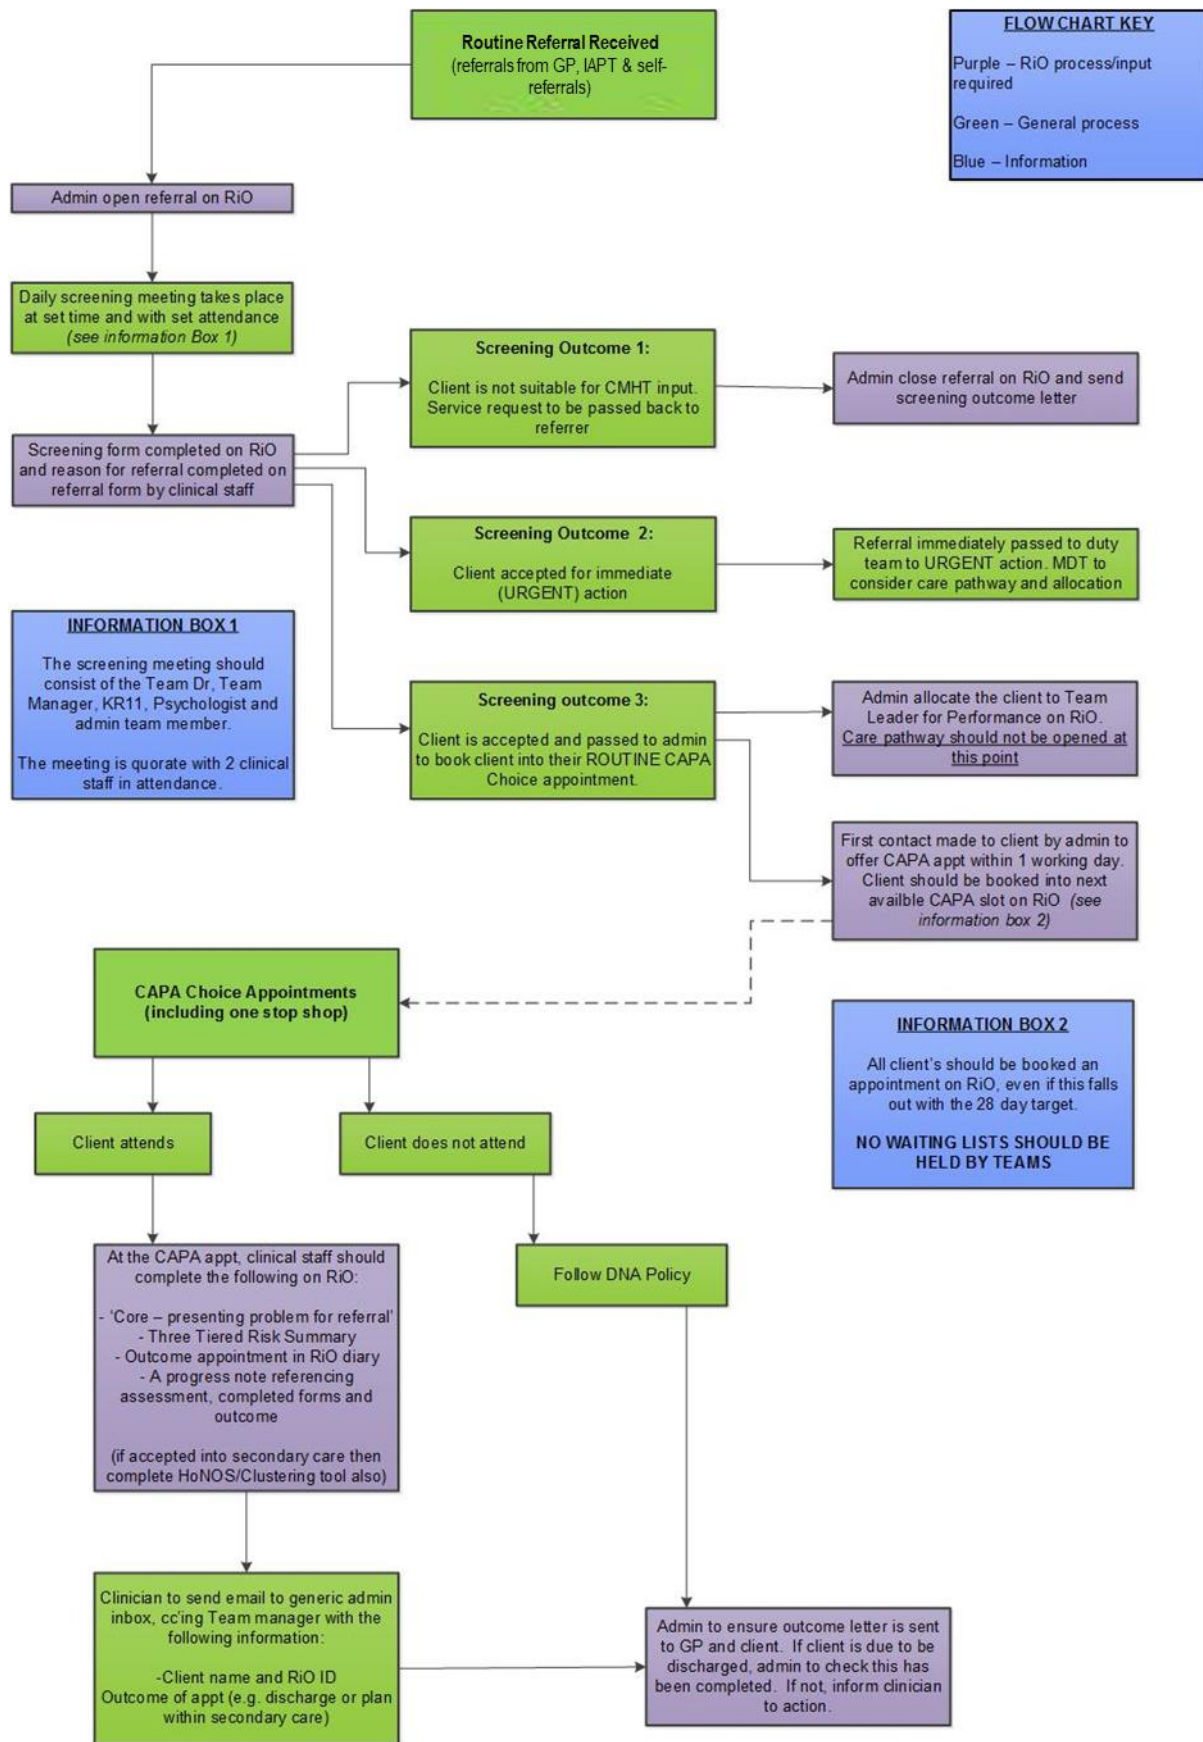 Routine Referral Received
(referrals from GP, IAPT & self-
referrals)
FLOW CHART KEY
Purple – RiO process/input
required
Green – General process
Blue – Information
Admin open referral on RiO
Daily screening meeting takes place
at set time and with set attendance
(see information Box 1)
Screening form completed on RiO
and reason for referral completed on
referral form by clinical staff
Screening Outcome 1:
Client is not suitable for CMHT input.
Service request to be passed back to
referrer
Admin close referral on RiO and send
screening outcome letter
Screening Outcome 2:
Client accepted for immediate
(URGENT) action
Referral immediately passed to duty
team to URGENT action. MDT to
consider care pathway and allocation
INFORMATION BOX 1
The screening meeting should
consist of the Team Dr, Team
Manager, KR11, Psychologist and
admin team member.
The meeting is quorate with 2 clinical
staff in attendance.
Screening outcome 3:
Client is accepted and passed to admin
to book client into their ROUTINE CAPA
Choice appointment.
Admin allocate the client to Team
Leader for Performance on RiO.
Care pathway should not be opened at
this point
First contact made to client by admin to
offer CAPA appt within 1 working day.
Client should be booked into next
availble CAPA slot on RiO (see
information box 2)
CAPA Choice Appointments
(including one stop shop)
INFORMATION BOX 2
All client's should be booked an
appointment on RiO, even if this falls
out with the 28 day target.
NO WAITING LISTS SHOULD BE
HELD BY TEAMS
Client attends
Client does not attend
At the CAPA appt, clinical staff should
complete the following on RiO:
- 'Core – presenting problem for referral'
- Three Tiered Risk Summary
- Outcome appointment in RiO diary
- A progress note referencing
assessment, completed forms and
outcome
(if accepted into secondary care then
complete HoNOS/Clustering tool also)
Follow DNA Policy
Clinician to send email to generic admin
inbox, cc'ing Team manager with the
following information:
-Client name and RiO ID
Outcome of appt (e.g. discharge or plan
within secondary care)
Admin to ensure outcome letter is sent
to GP and client. If client is due to be
discharged, admin to check this has
been completed. If not, inform clinician
to action.